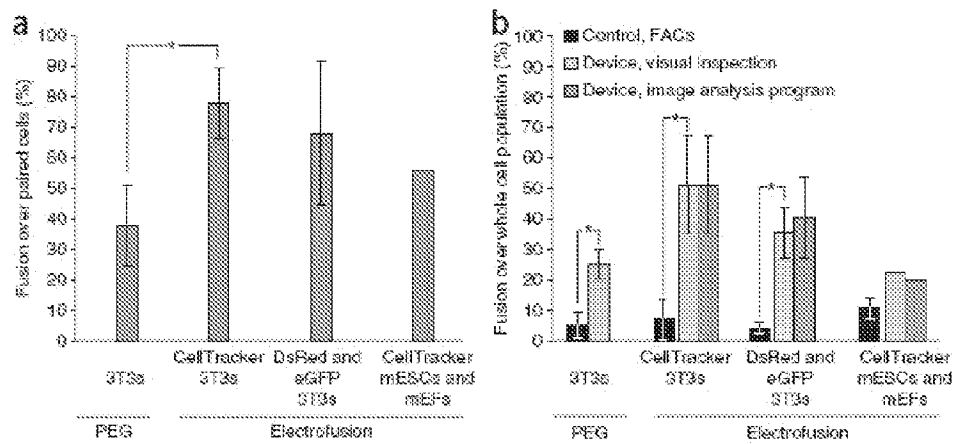 a
Fusion over paired cells (%)
100
90
80
70
60
50
40
30
20
10
0
*
3T3s
CellTracker
3T3s
DsRed and
eGFP
3T3s
CellTracker
mESCs and
mEFs
PEG
Electrofusion
b
Fusion over whole cell population (%)
100
90
80
70
60
50
40
30
20
10
0
Control, FACs
Device, visual inspection
Device, image analysis program
*
*
*
3T3s
CellTracker
3T3s
DsRed and
eGFP
3T3s
CellTracker
mESCs and
mEFs
PEG
Electrofusion